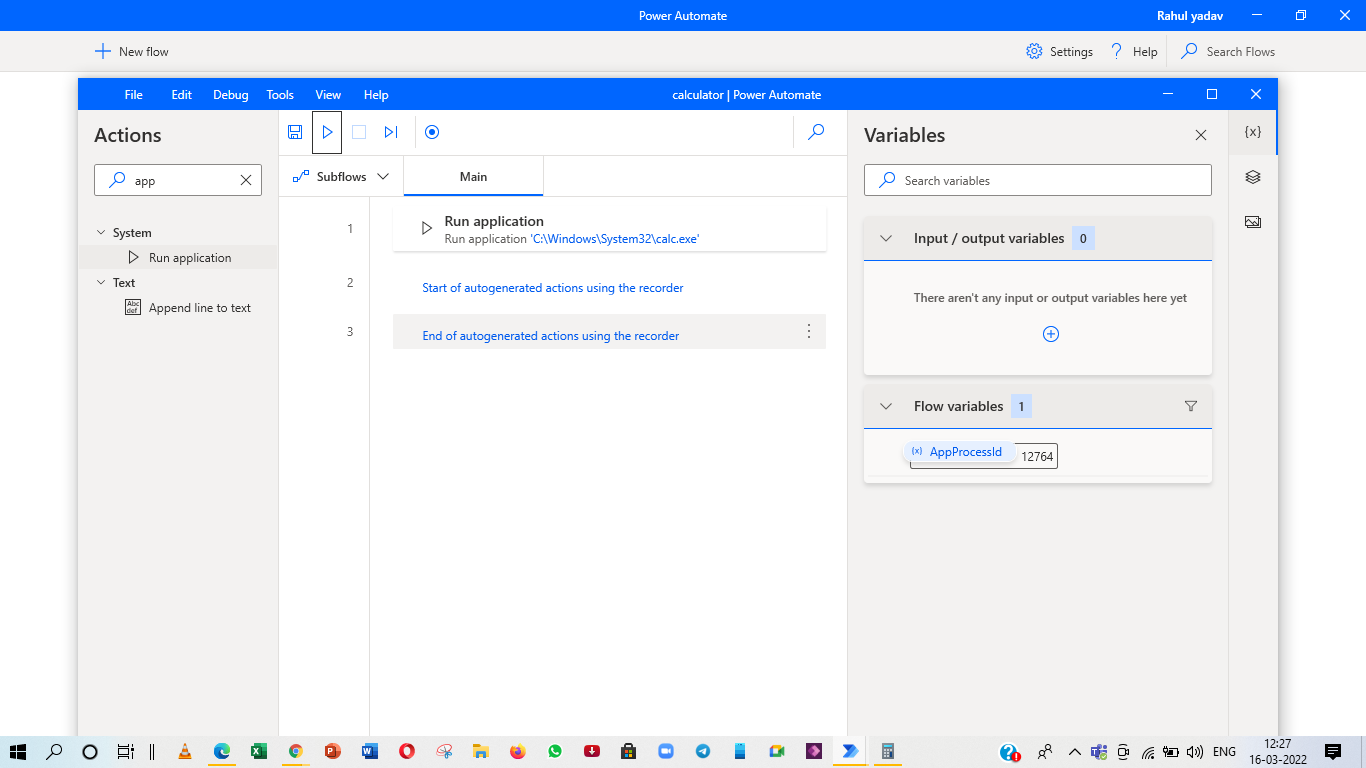 Power Automate
Rahul yadav
New flow
Settings
Help
Search Flows
File Edit Debug Tools View Help
calculator | Power Automate
Actions
app
System
Run application
Text
Abc
def
Append line to text
Subflows
Main
1
Run application
Run application 'C:\Windows\System32\calc.exe'
2
Start of autogenerated actions using the recorder
3
End of autogenerated actions using the recorder
Variables
{x}
Search variables
Input / output variables 0
There aren't any input or output variables here yet
Flow variables 1
(x) AppProcessId 12764
ENG
12:27
16-03-2022